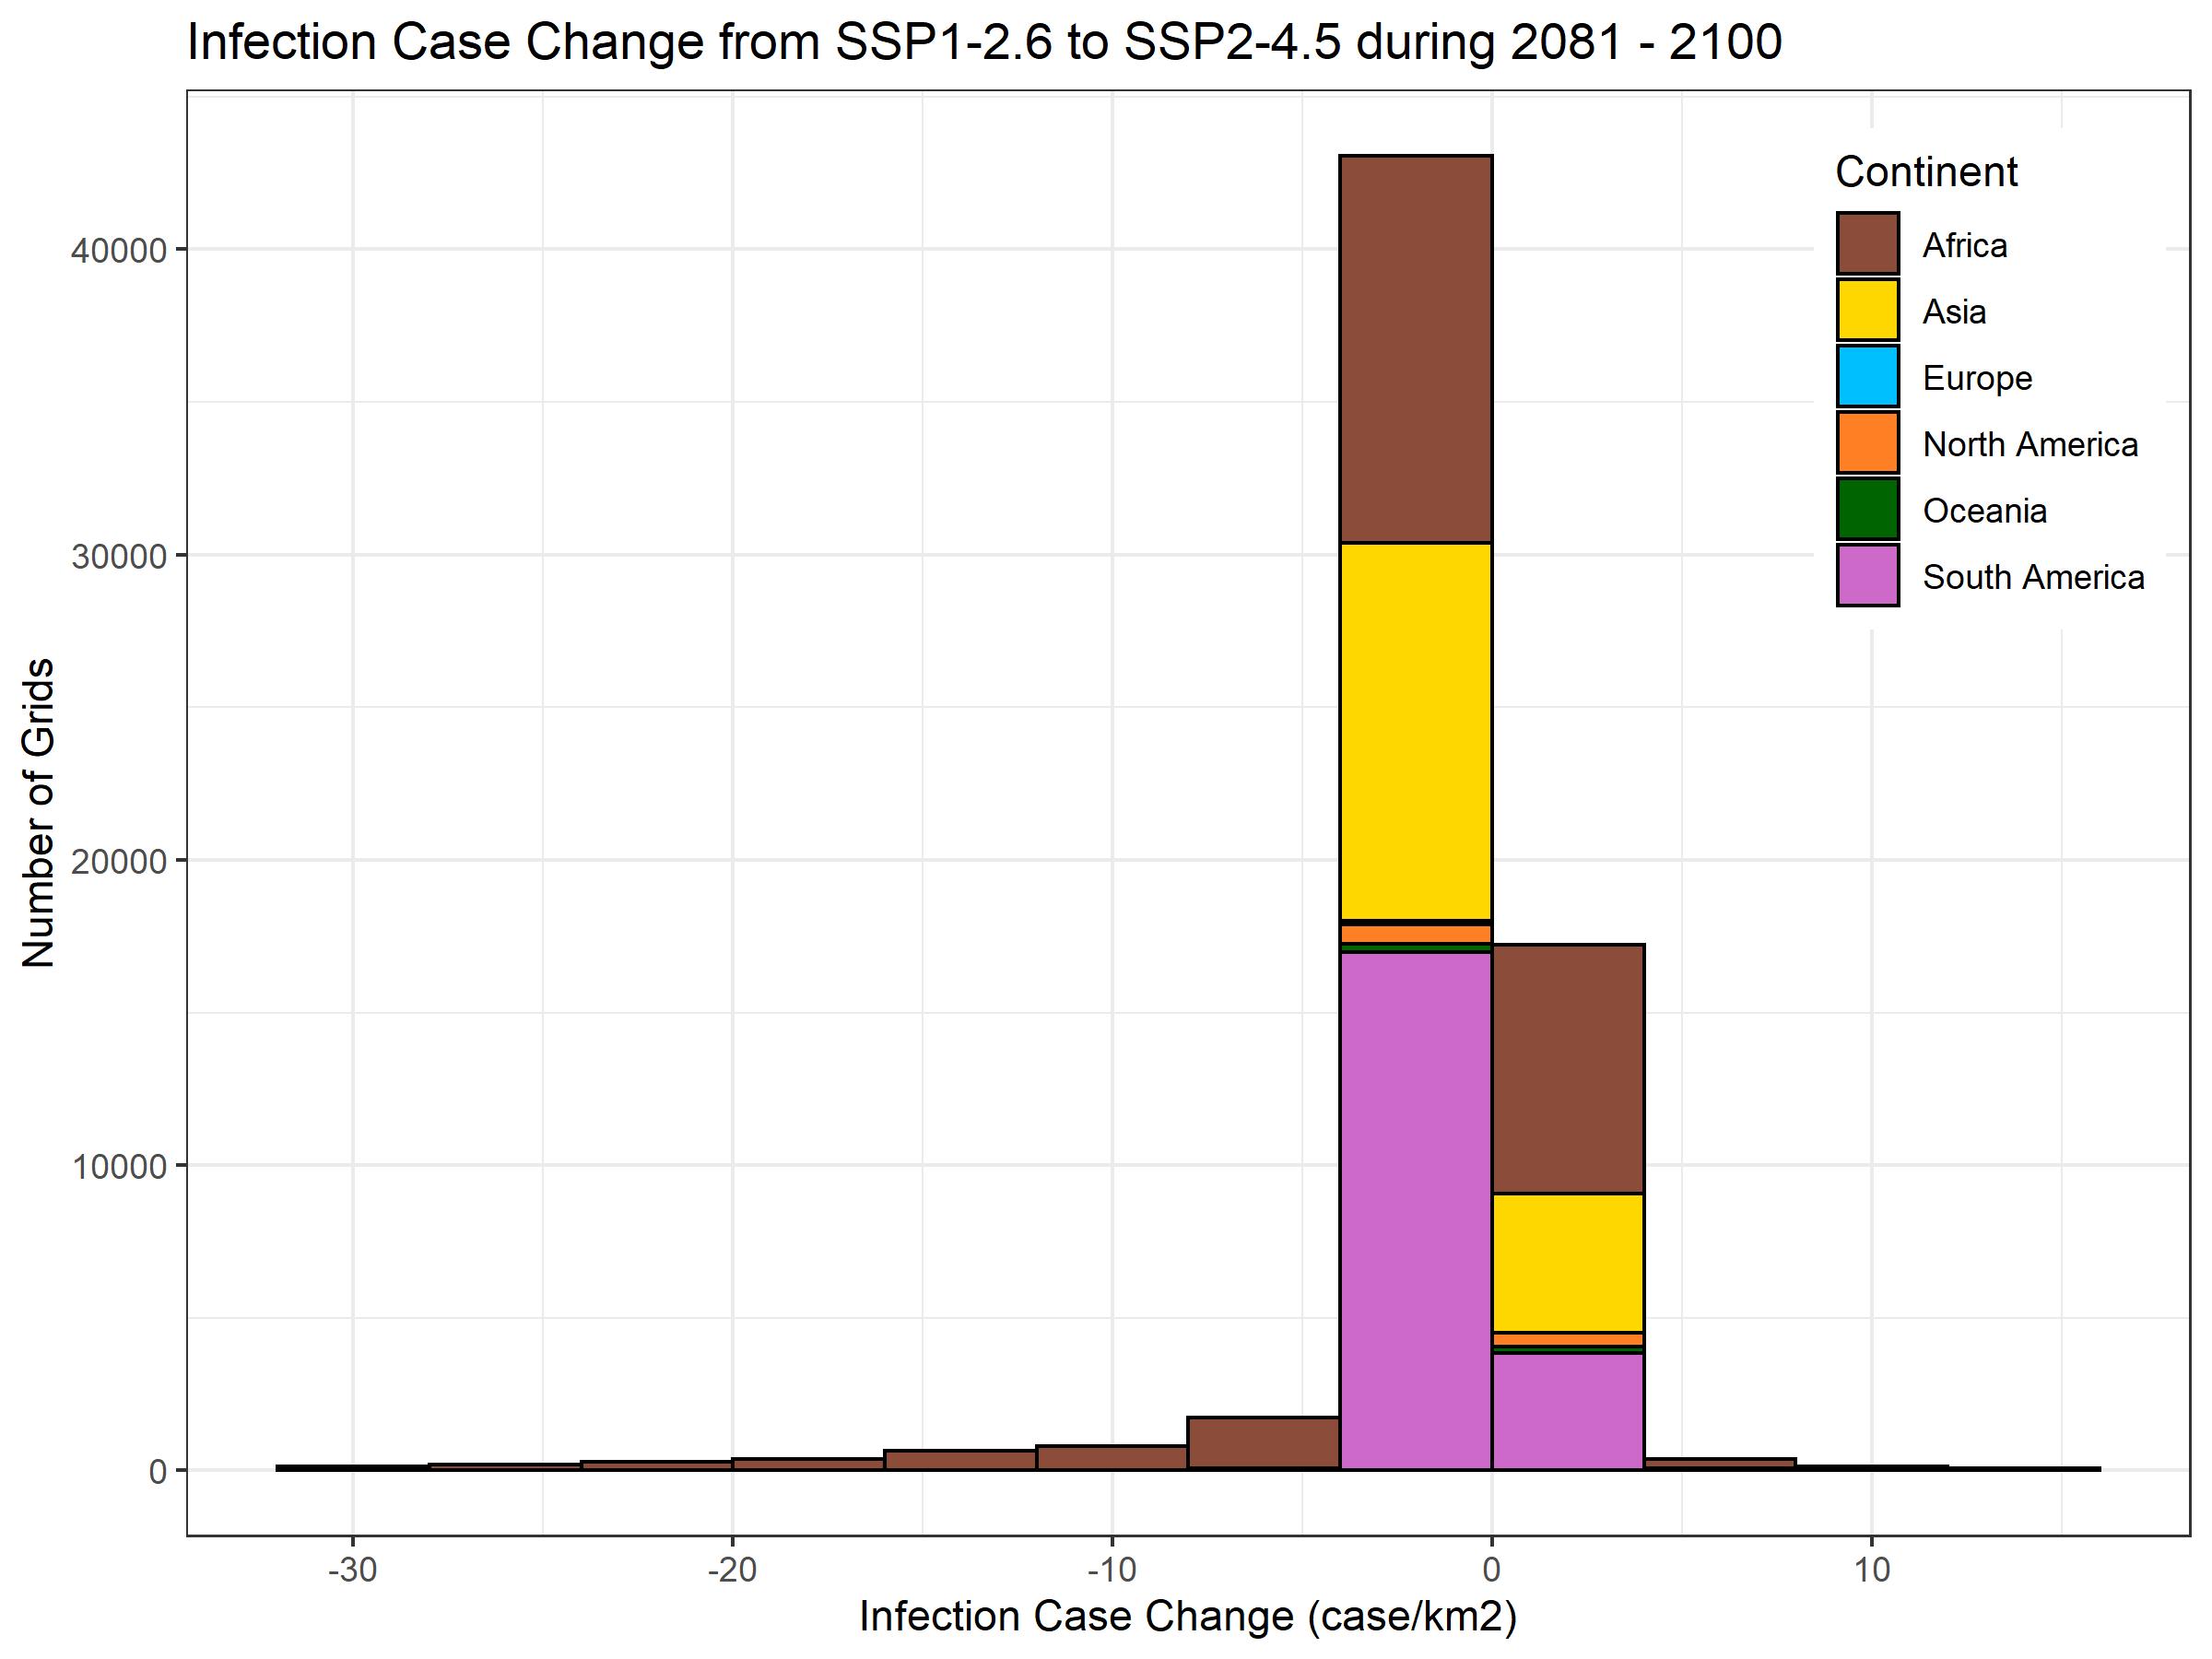 Infection Case Change from SSP1-2.6 to SSP2-4.5 during 2081 - 2100
Continent
Africa
Asia
Europe
North America
Oceania
South America
Number of Grids
40000
30000
20000
10000
0
-30
-20
-10
0
10
Infection Case Change (case/km2)